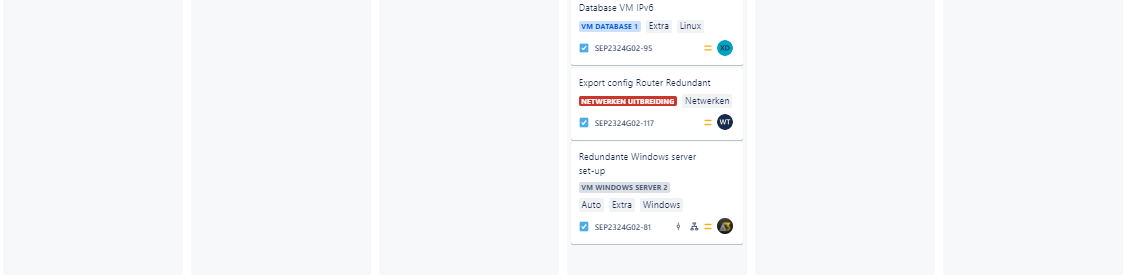 Database VM IPv6
VM DATABASE 1 Extra Linux
SEP2324G02-95 XD
Export config Router Redundant
NETWERKEN UITBREIDING Netwerken
SEP2324G02-117 WT
Redundante Windows server
set-up
VM WINDOWS SERVER 2
Auto Extra Windows
SEP2324G02-81